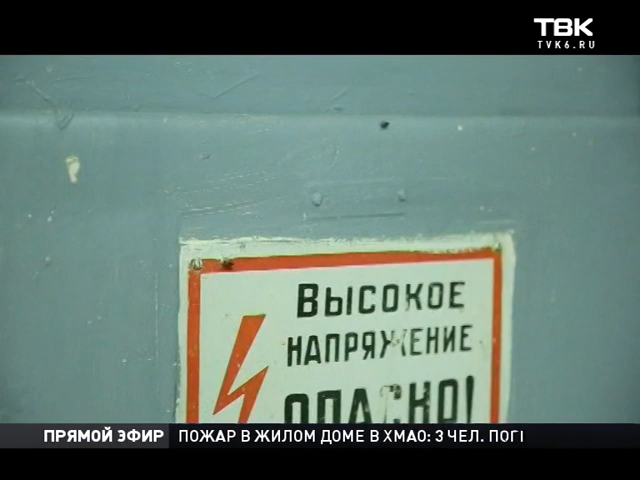 ТВК
TVK6.RU
ВЫСОКОЕ
НАПРЯЖЕНИЕ
ОПАСНО!
ПРЯМОЙ ЭФИР ПОЖАР В ЖИЛОМ ДОМЕ В ХМАО: 3 ЧЕЛ.